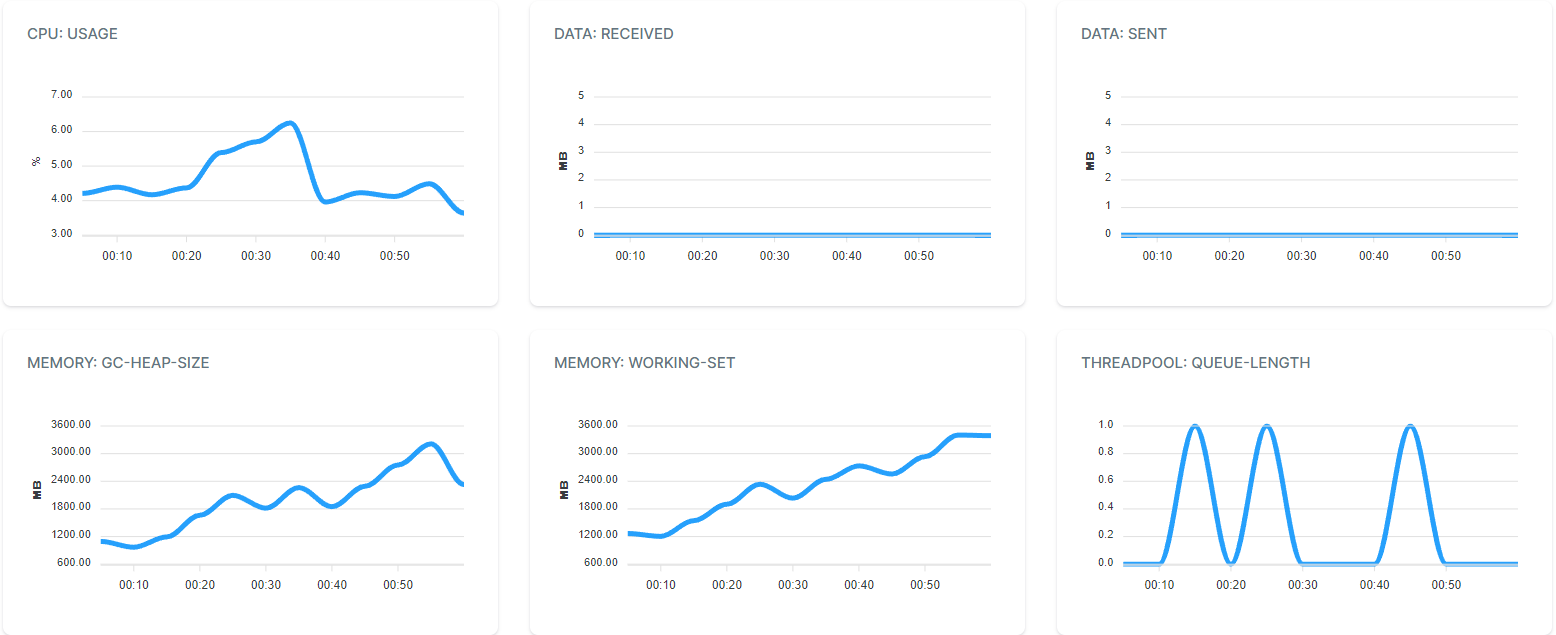 CPU: USAGE
7.00
6.00
5.00
4.00
3.00
%
00:10 00:20 00:30 00:40 00:50
DATA: RECEIVED
5
4
3
2
1
0
MB
00:10 00:20 00:30 00:40 00:50
DATA: SENT
5
4
3
2
1
0
MB
00:10 00:20 00:30 00:40 00:50
MEMORY: GC-HEAP-SIZE
3600.00
3000.00
2400.00
1800.00
1200.00
600.00
MB
00:10 00:20 00:30 00:40 00:50
MEMORY: WORKING-SET
3600.00
3000.00
2400.00
1800.00
1200.00
600.00
MB
00:10 00:20 00:30 00:40 00:50
THREADPOOL: QUEUE-LENGTH
1.0
0.8
0.6
0.4
0.2
0.0
00:10 00:20 00:30 00:40 00:50